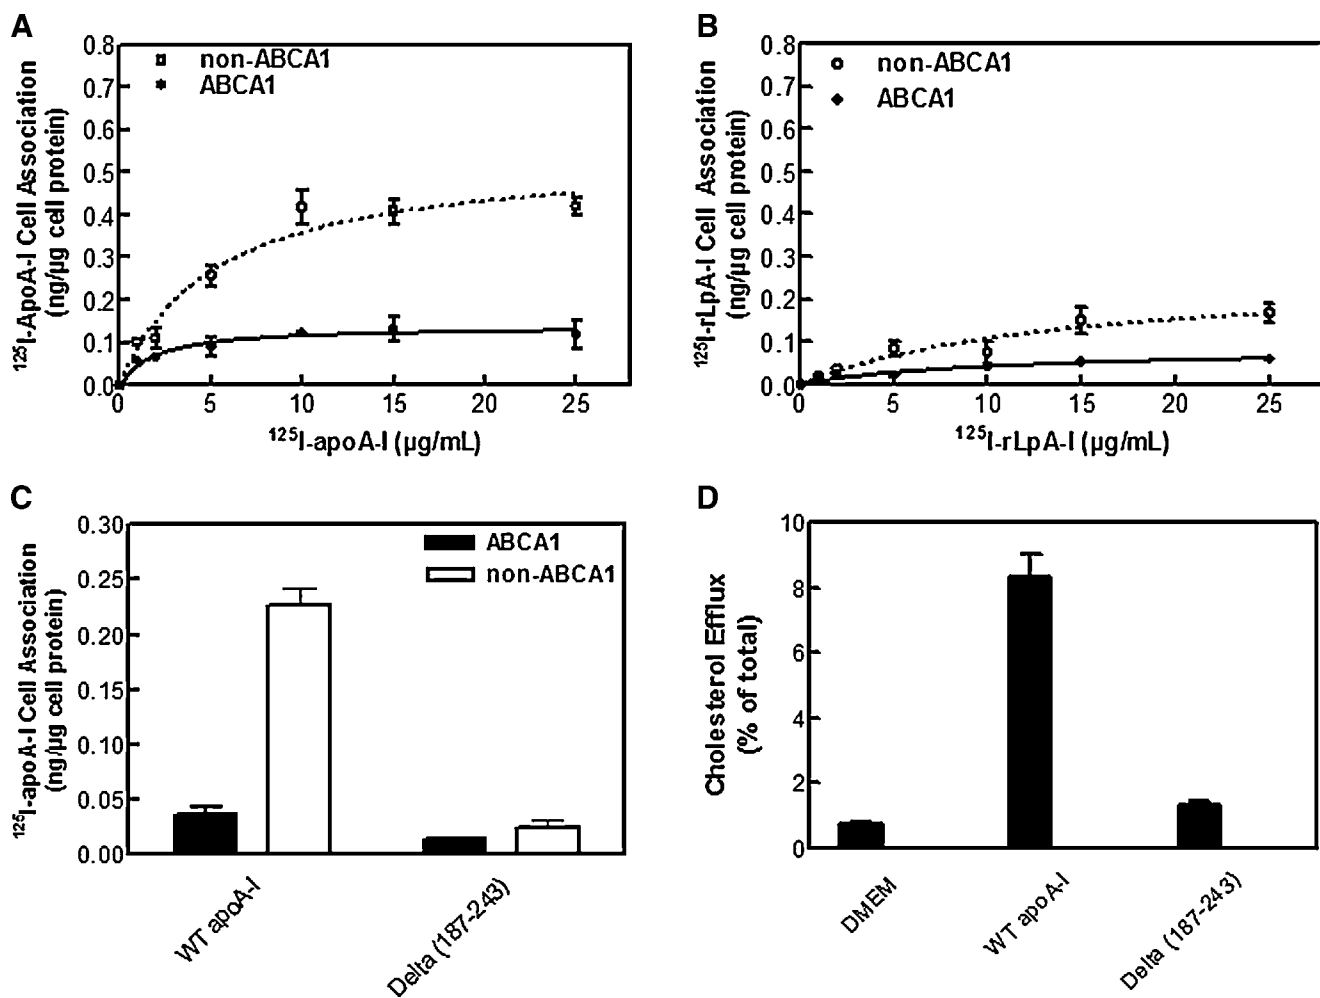 A
non-ABCA1
ABCA1
¹²⁵I-ApoA-I Cell Association
(ng/µg cell protein)
0.8
0.7
0.6
0.5
0.4
0.3
0.2
0.1
0.0
0 5 10 15 20 25
¹²⁵I-apoA-I (µg/mL)
B
non-ABCA1
ABCA1
¹²⁵I-rLpA-I Cell Association
(ng/µg cell protein)
0.8
0.7
0.6
0.5
0.4
0.3
0.2
0.1
0.0
0 5 10 15 20 25
¹²⁵I-rLpA-I (µg/mL)
C
ABCA1
non-ABCA1
¹²⁵I-apoA-I Cell Association
(ng/µg cell protein)
0.30
0.25
0.20
0.15
0.10
0.05
0.00
WT apoA-I
Delta (187-243)
D
Cholesterol Efflux
(% of total)
10
8
6
4
2
0
DMEM
WT apoA-I
Delta (187-243)